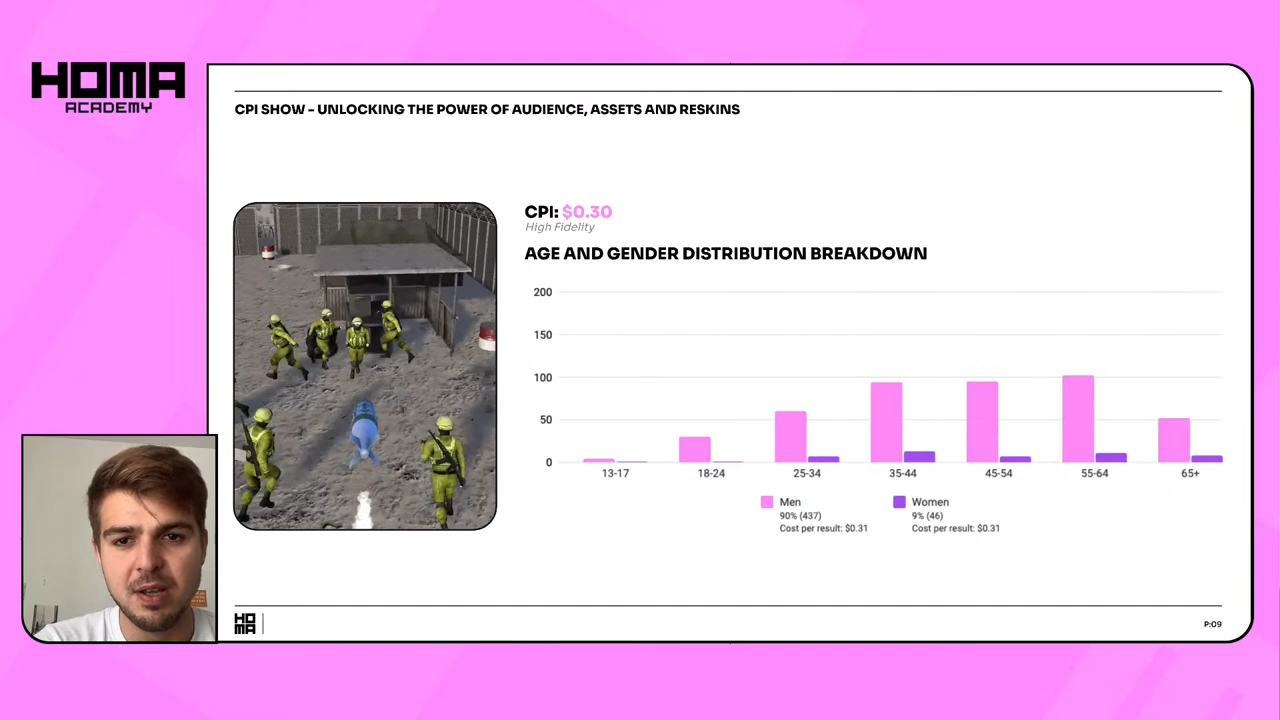 HOMA
ACADEMY
CPI SHOW - UNLOCKING THE POWER OF AUDIENCE, ASSETS AND RESKINS
CPI: $0.30
High Fidelity
AGE AND GENDER DISTRIBUTION BREAKDOWN
200
150
100
50
0
13-17 18-24 25-34 35-44 45-54 55-64 65+
Men
90% (437)
Cost per result: $0.31
Women
9% (46)
Cost per result: $0.31
HO
MA
P:09